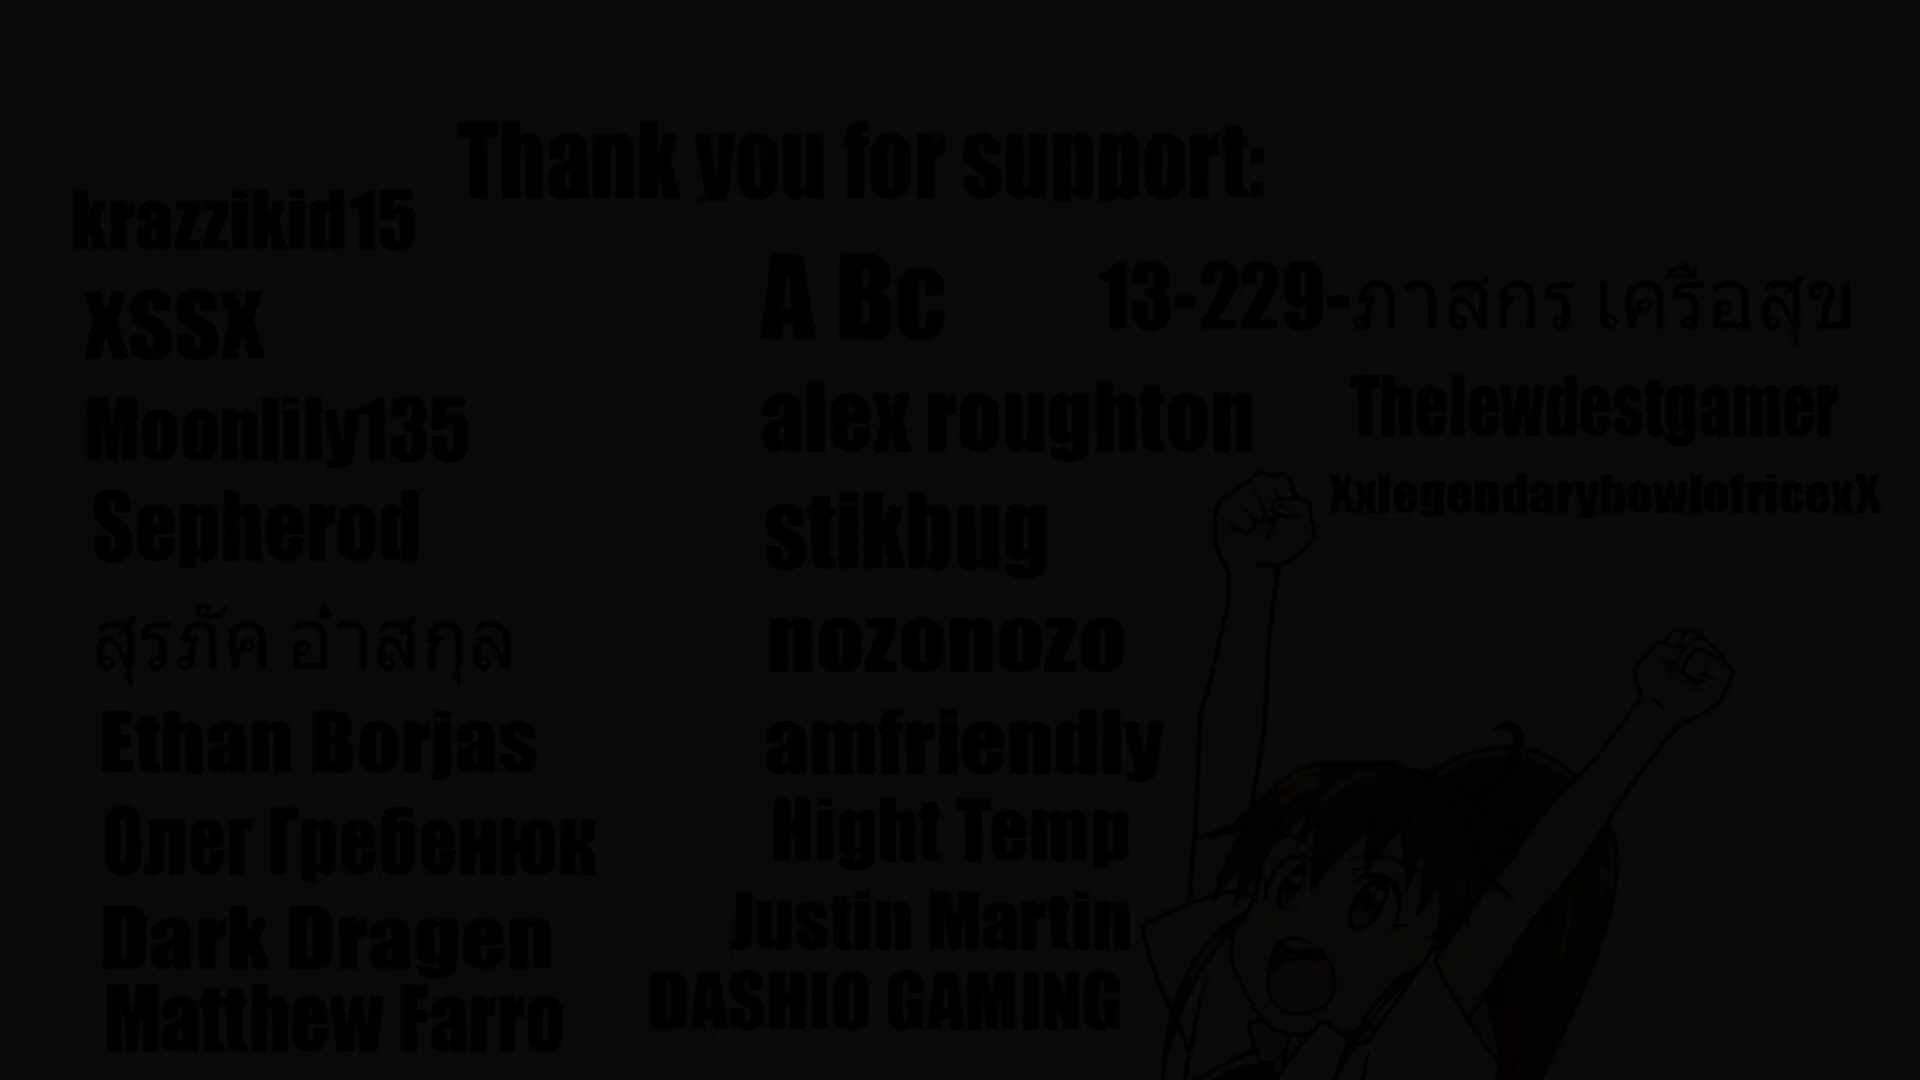 Thank you for support:
krazzikid15
XSSX
Moonlily135
Sepherod
สุรภัค อ่ำสกุล
Ethan Borjas
Олег Гребенюк
Dark Dragen
Matthew Farro
A Bc
alex roughton
stikbug
nozonozo
amfriendly
Hight Temp
Justin Martin
DASHIO GAMING
13-229-ภาสกร เครือสุข
Thelewdestgamer
XxlegendarybowlofricexX